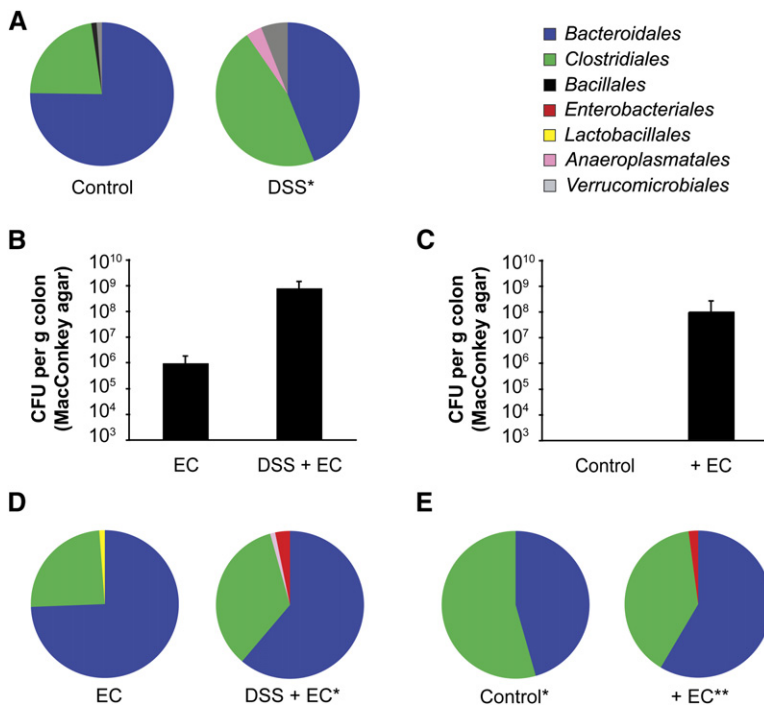 A
Control
DSS*
Bacteroidales
Clostridiales
Bacillales
Enterobacteriales
Lactobacillales
Anaeroplasmatales
Verrucomicrobiales
B
CFU per g colon
(MacConkey agar)
10^10
10^9
10^8
10^7
10^6
10^5
10^4
10^3
EC
DSS + EC
C
CFU per g colon
(MacConkey agar)
10^10
10^9
10^8
10^7
10^6
10^5
10^4
10^3
Control
+ EC
D
EC
DSS + EC*
E
Control*
+ EC**